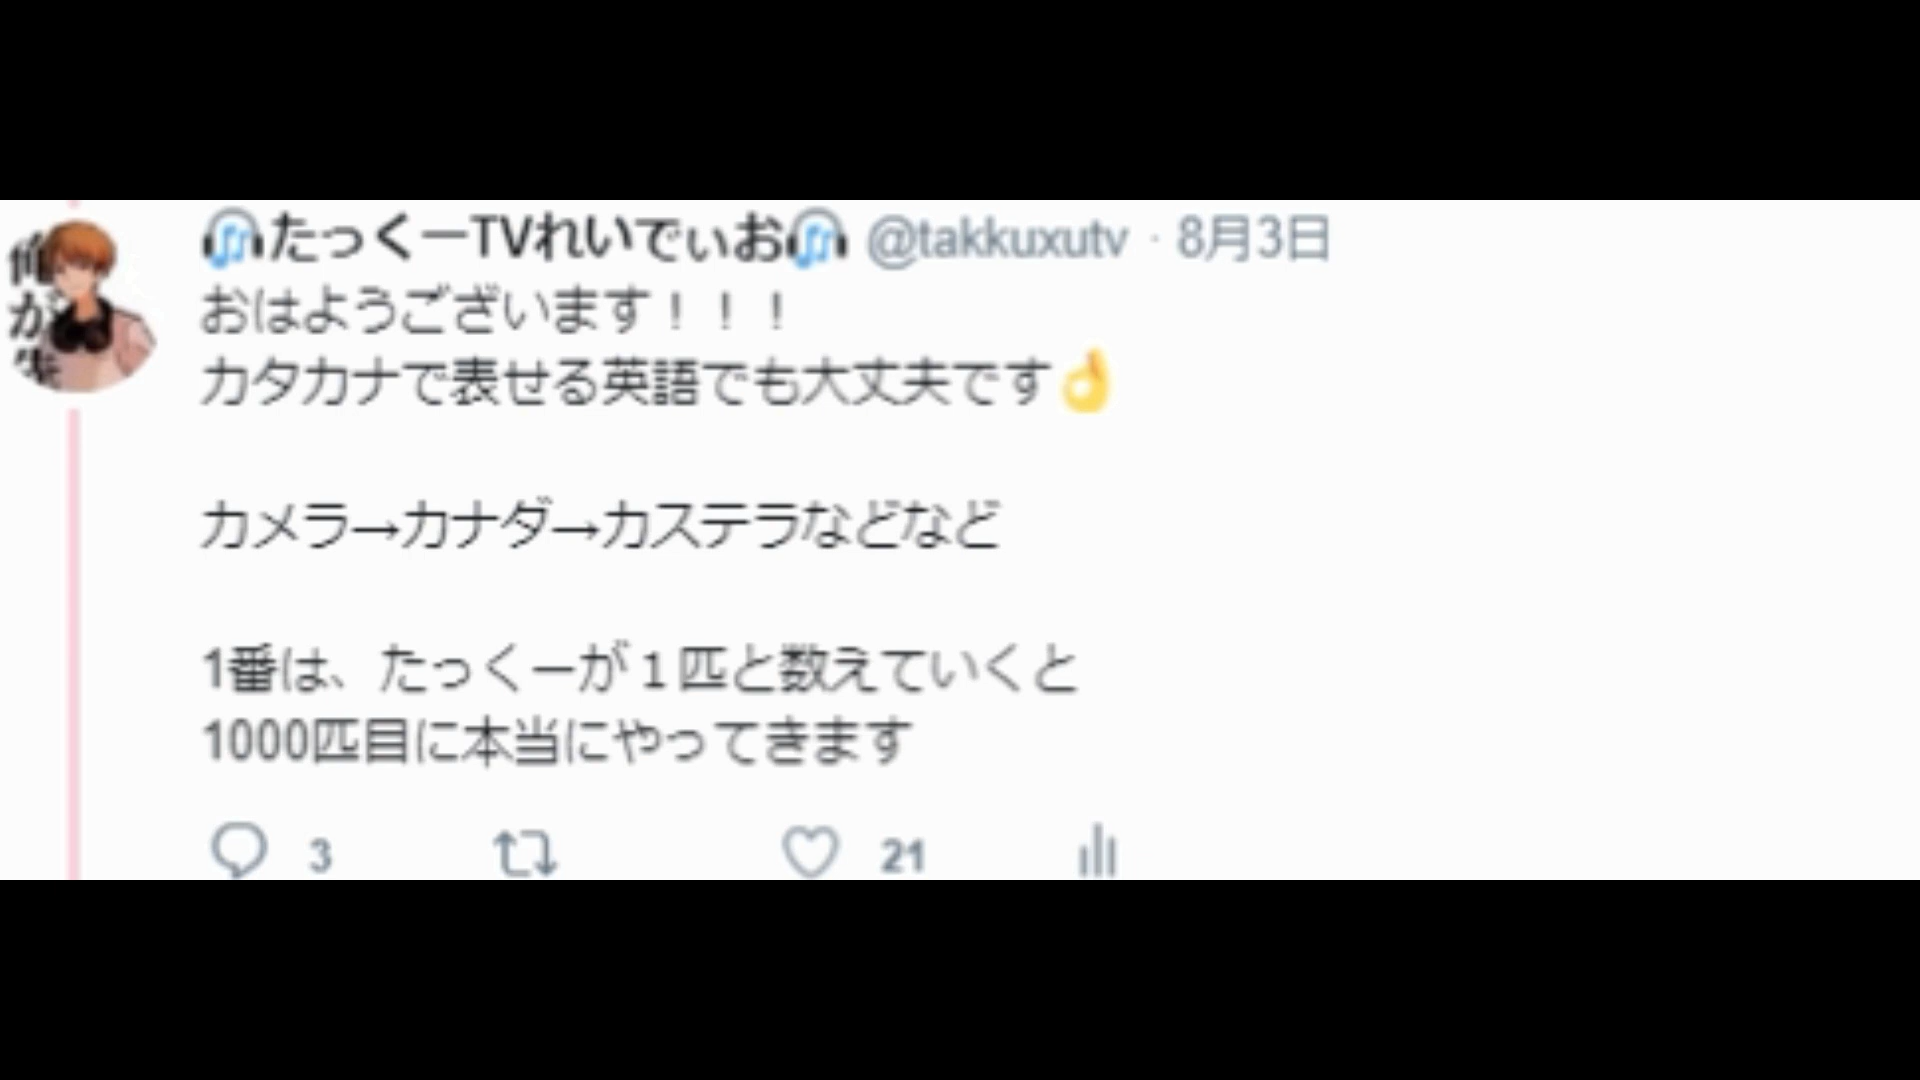 たっくーTVれいでぃお @takkuxutv · 8月3日
おはようございます！！！
カタカナで表せる英語でも大丈夫です👌
カメラ→カナダ→カステラなどなど
1番は、たっくーが１匹と数えていくと
1000匹目に本当にやってきます
3 21
俺が